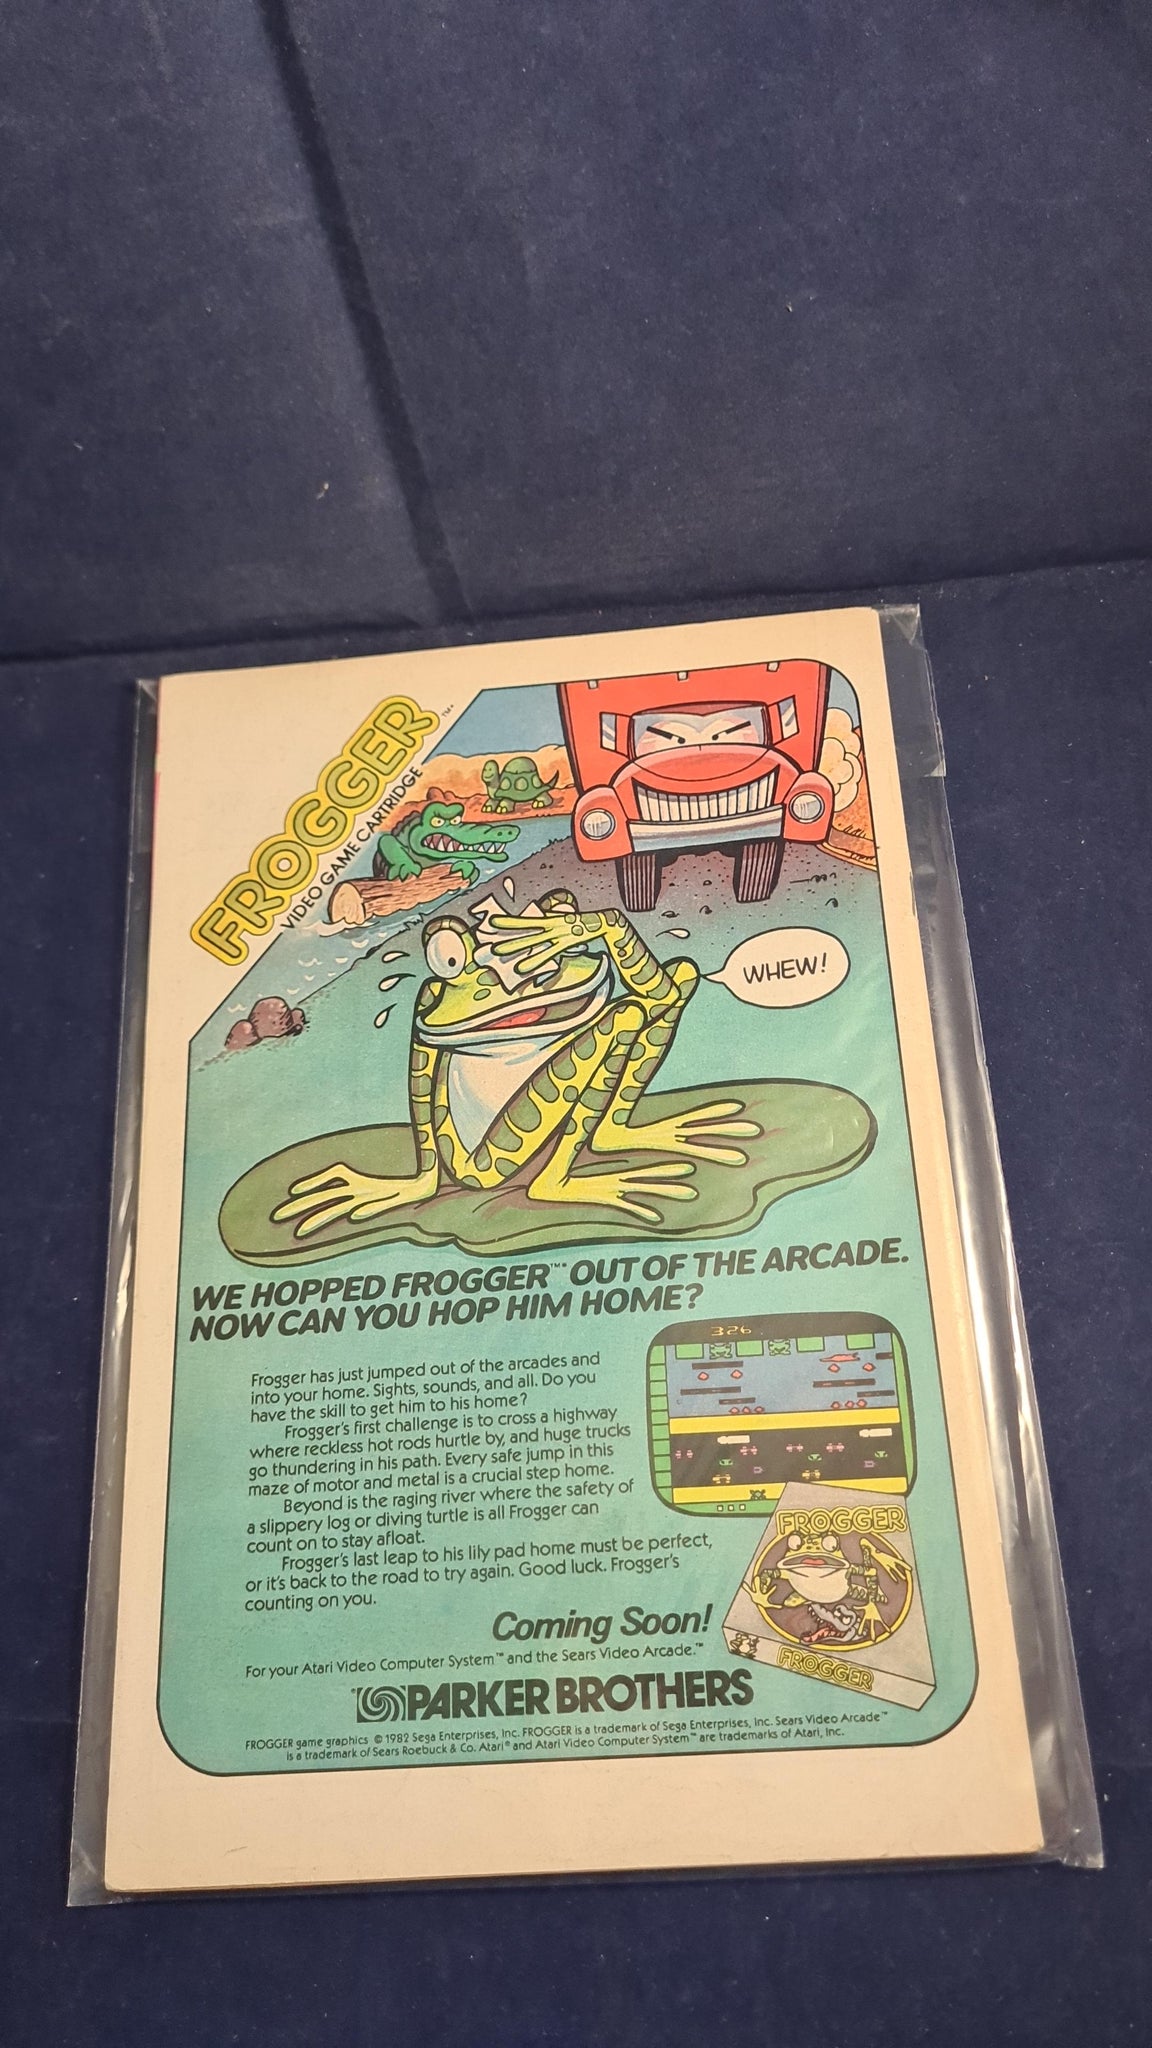 FROGGER™
VIDEO GAME CARTRIDGE
WHEW!
WE HOPPED FROGGER™ OUT OF THE ARCADE.
NOW CAN YOU HOP HIM HOME?
326
Frogger has just jumped out of the arcades and
into your home. Sights, sounds, and all. Do you
have the skill to get him to his home?
Frogger's first challenge is to cross a highway
where reckless hot rods hurtle by, and huge trucks
go thundering in his path. Every safe jump in this
maze of motor and metal is a crucial step home.
Beyond is the raging river where the safety of
a slippery log or diving turtle is all Frogger can
count on to stay afloat.
Frogger's last leap to his lily pad home must be perfect,
or it's back to the road to try again. Good luck. Frogger's
counting on you.
FROGGER
FROGGER
Coming Soon!
For your Atari Video Computer System™ and the Sears Video Arcade.™
PARKER BROTHERS
FROGGER game graphics © 1982 Sega Enterprises, Inc. FROGGER is a trademark of Sega Enterprises, Inc. Sears Video Arcade™
is a trademark of Sears Roebuck & Co. Atari® and Atari Video Computer System™ are trademarks of Atari, Inc.